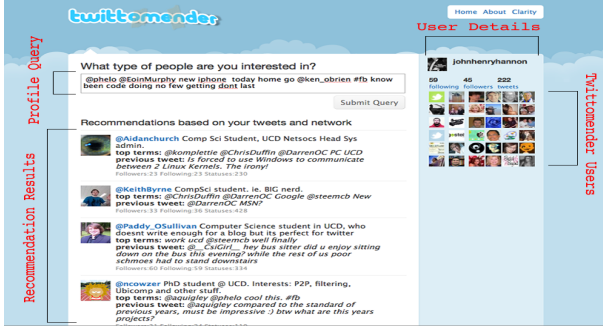 twittomender
Home About Clarity
User Details
Profile Query
What type of people are you interested in?
@phelo @EoinMurphy new iphone today home go @ken_obrien #fb know
been code doing no few getting dont last
Submit Query
johnhenryhannon
59 45 222
following followers tweets
Twittomender Users
Recommendation Results
Recommendations based on your tweets and network
@Aidanchurch Comp Sci Student, UCD Netsocs Head Sys
admin.
top terms: @komplettie @ChrisDuffin @DarrenOC PC UCD
previous tweet: Is forced to use Windows to communicate
between 2 Linux Kernels. The irony!
Followers:23 Following:23 Statuses:230
@KeithByrne CompSci student. ie, BIG nerd.
top terms: @ChrisDuffin @DarrenOC Google @steemcb New
previous tweet: @DarrenOC MSN?
Followers:33 Following:36 Statuses:428
@Paddy_OSullivan Computer Science student in UCD, who
doesnt write enough for a blog but its perfect for twitter
top terms: work ucd @steemcb well finally
previous tweet: @__CsiGirl__ hey bus sitter did u enjoy sitting
down on the bus this evening? while the rest of us poor
schmoes had to stand downstairs
Followers:60 Following:59 Statuses:334
@ncowzer PhD student @ UCD. Interests: P2P, filtering,
Ubicomp and other stuff.
top terms: @aquigley @phelo cool this. #fb
previous tweet: @aquigley compared to the standard of
previous years, must be impressive :) btw what are this years
projects?